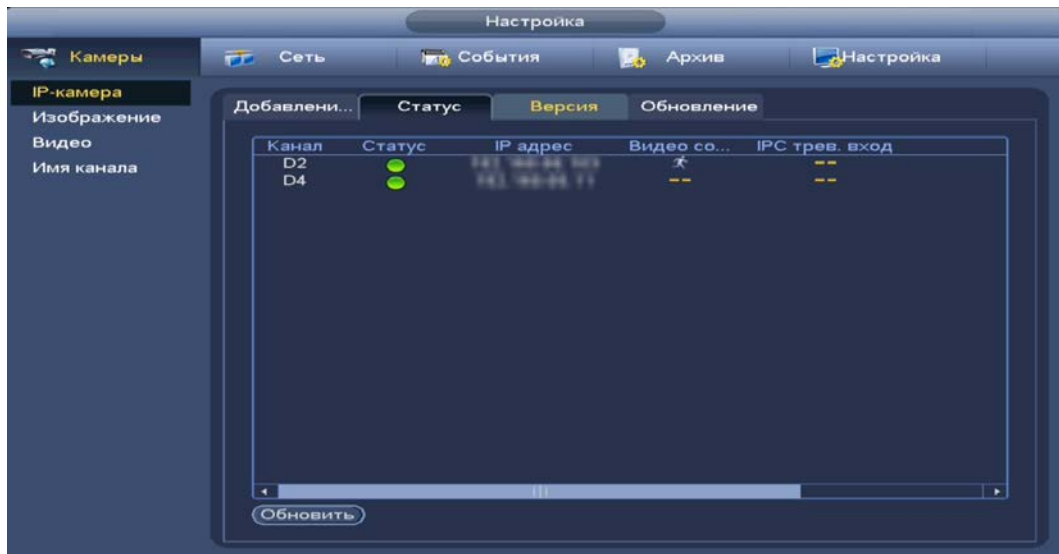 Настройка
Камеры Сеть События Архив Настройка
IP-камера
Изображение
Видео
Имя канала
Добавлени... Статус Версия Обновление
Канал Статус IP адрес Видео со... IPC трев. вход
D2 -- 
D4 -- --
Обновить